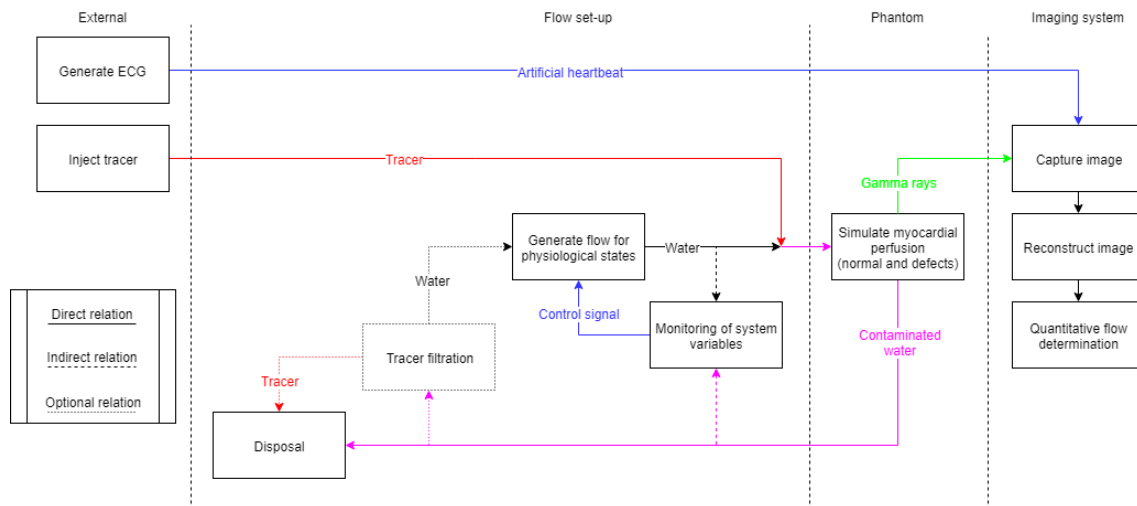 External
Flow set-up
Phantom
Imaging system
Generate ECG
Artificial heartbeat
Inject tracer
Tracer
Capture image
Gamma rays
Generate flow for
physiological states
Water
Simulate myocardial
perfusion
(normal and defects)
Reconstruct image
Water
Direct relation
Control signal
Monitoring of system
variables
Contaminated
water
Quantitative flow
determination
Indirect relation
Tracer filtration
Tracer
Optional relation
Disposal